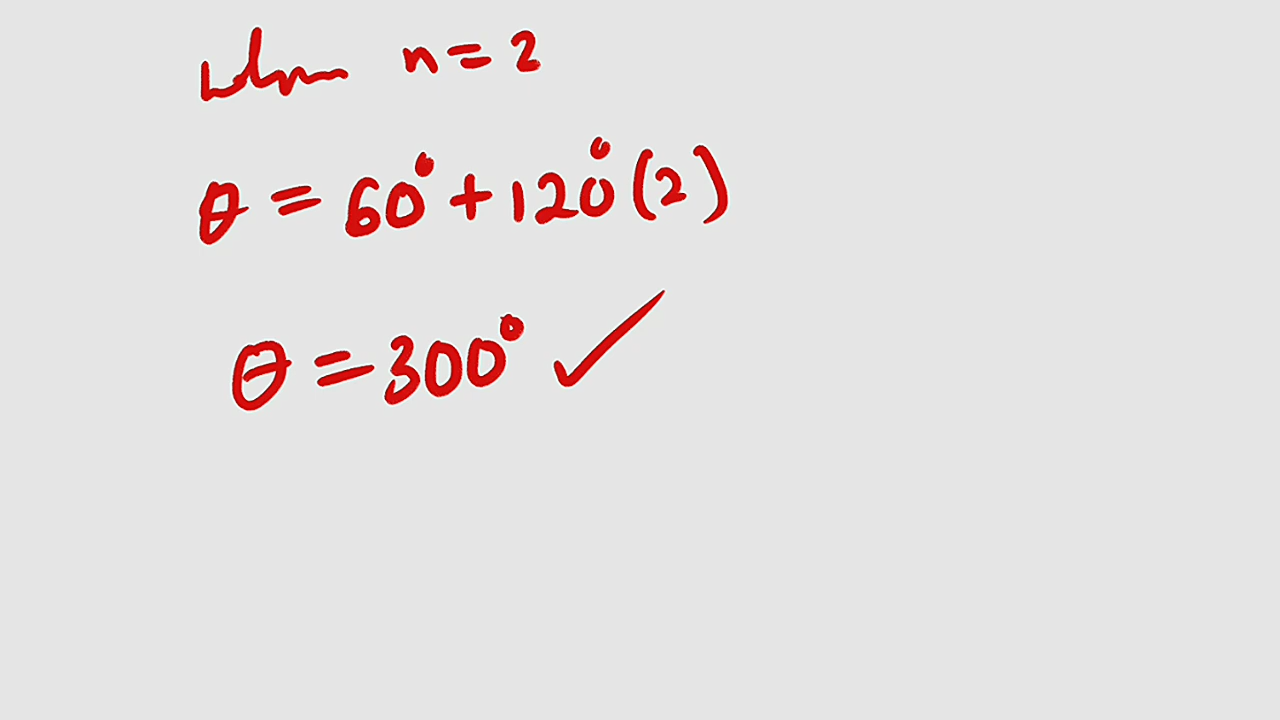 when n = 2
θ = 60° + 120°(2)
θ = 300° ✓